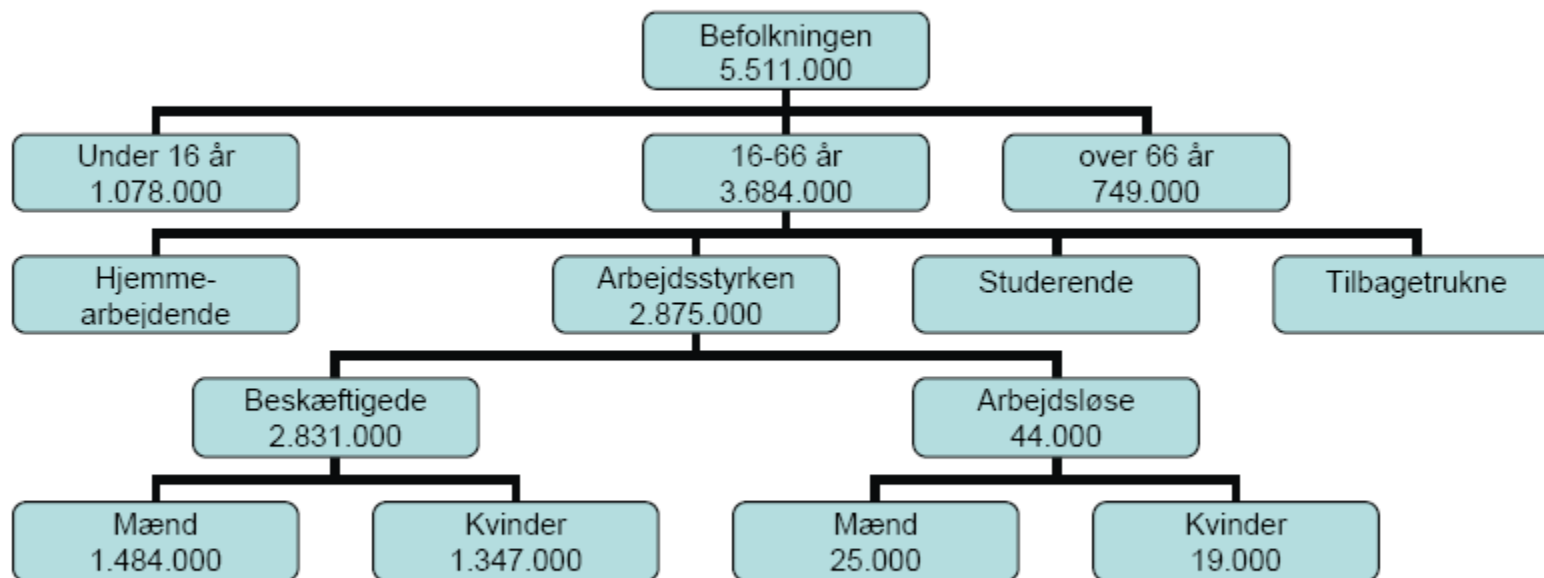 Befolkningen
5.511.000
Under 16 år
1.078.000
16-66 år
3.684.000
over 66 år
749.000
Hjemme-
arbejdende
Arbejdsstyrken
2.875.000
Studerende
Tilbagetrukne
Beskæftigede
2.831.000
Arbejdsløse
44.000
Mænd
1.484.000
Kvinder
1.347.000
Mænd
25.000
Kvinder
19.000